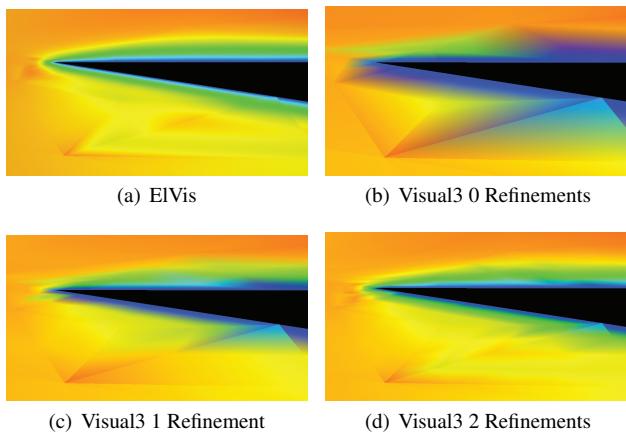 (a) ElVis
(b) Visual3 0 Refinements
(c) Visual3 1 Refinement
(d) Visual3 2 Refinements